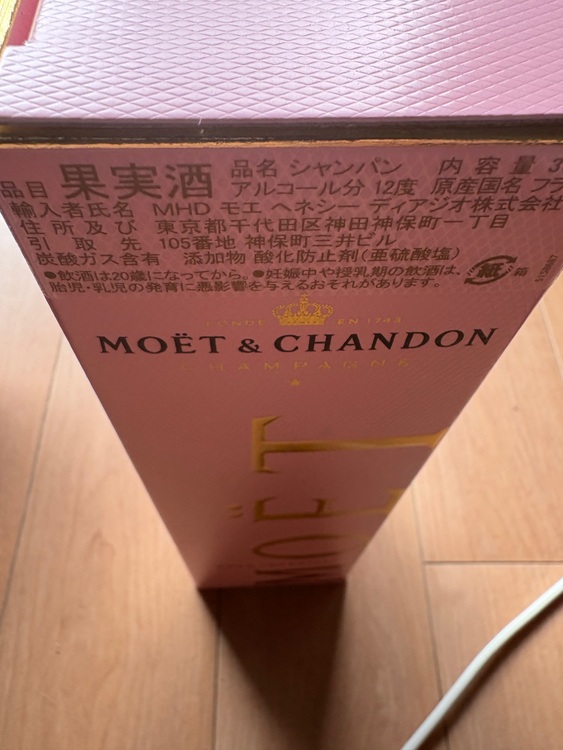 品目 果実酒 品名 シャンパン 内容量
アルコール分 12度 原産国名
輸入者氏名 MHD モエ ヘネシー ディアジオ株式会社
住所及び 東京都千代田区神田神保町一丁目
引取先 105番地 神保町三井ビル
炭酸ガス含有 添加物 酸化防止剤(亜硫酸塩)
●飲酒は20歳になってから。●妊娠中や授乳期の飲酒は、
胎児・乳児の発育に悪影響を与えるおそれがあります。
紙 箱
FONDÉ EN 1743
MOËT & CHANDON
CHAMPAGNE
MOËT